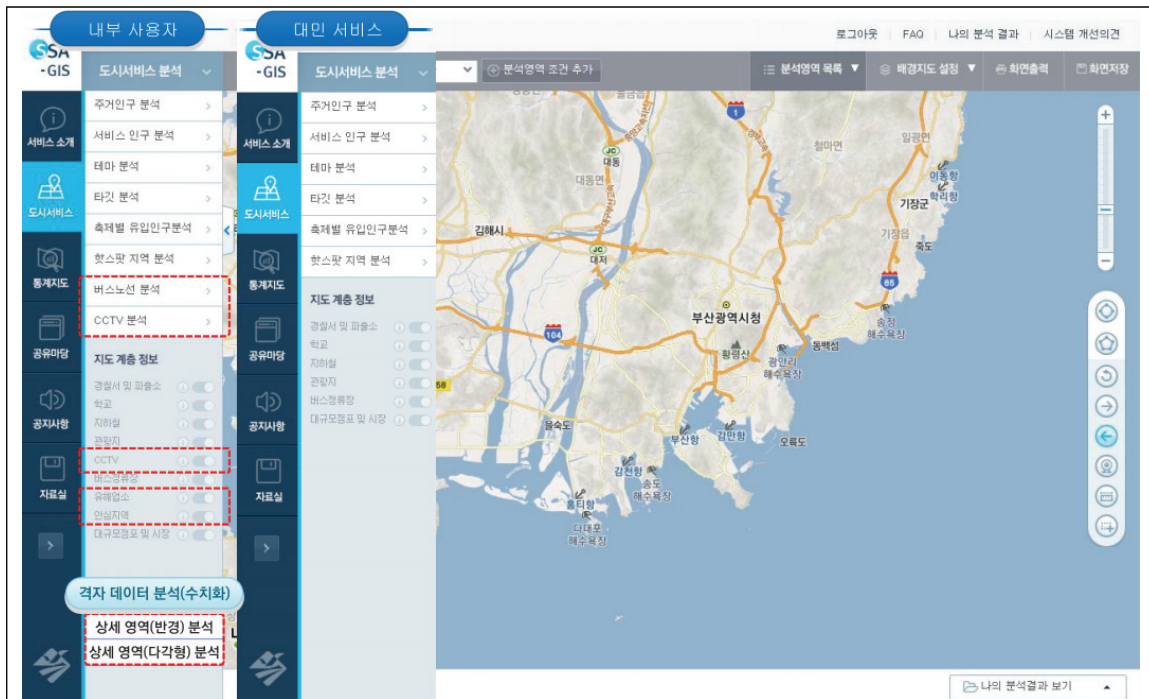 내부 사용자
대민 서비스
로그아웃
FAQ
나의 분석 결과
시스템 개선의견
SSA
-GIS
도시서비스 분석
서비스 소개
도시서비스
통계지도
공유마당
공지사항
자료실
주거인구 분석
서비스 인구 분석
테마 분석
타깃 분석
축제별 유입인구분석
핫스팟 지역 분석
버스노선 분석
CCTV 분석
지도 계층 정보
경찰서 및 파출소
학교
지하실
관광지
CCTV
버스정류장
유해업소
안심지역
대규모점포 및 시장
격자 데이터 분석(수치화)
상세 영역(반경) 분석
상세 영역(다각형) 분석
SSA
-GIS
도시서비스 분석
서비스 소개
도시서비스
통계지도
공유마당
공지사항
자료실
주거인구 분석
서비스 인구 분석
테마 분석
타깃 분석
축제별 유입인구분석
핫스팟 지역 분석
지도 계층 정보
경찰서 및 파출소
학교
지하실
관광지
버스정류장
대규모점포 및 시장
분석영역 조건 추가
분석영역 목록 ▼
배경지도 설정 ▼
화면출력
화면저장
1
철마면
일광면
JC
대동
대동면
이동항
학리항
기장군
김해시
기장읍
죽도
JC
대저
65
부산광역시청
송정
해수욕장
104
동백섬
황령산
광안리
해수욕장
58
을숙도
부산항
감만항
오륙도
감천항
송도
해수욕장
홍티항
다대포
해수욕장
나의 분석결과 보기 ▲